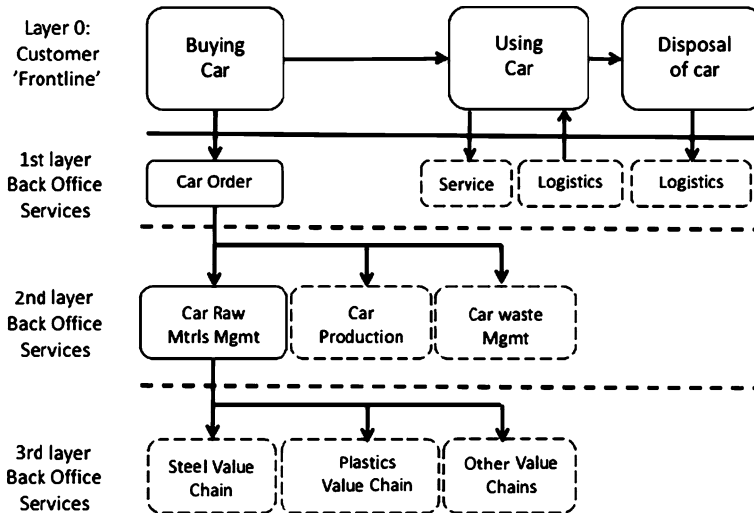 Layer 0:
Customer
'Frontline'
Buying
Car
Using
Car
Disposal
of car
1st layer
Back Office
Services
Car Order
Service
Logistics
Logistics
2nd layer
Back Office
Services
Car Raw
Mtrls Mgmt
Car
Production
Car waste
Mgmt
3rd layer
Back Office
Services
Steel Value
Chain
Plastics
Value Chain
Other Value
Chains